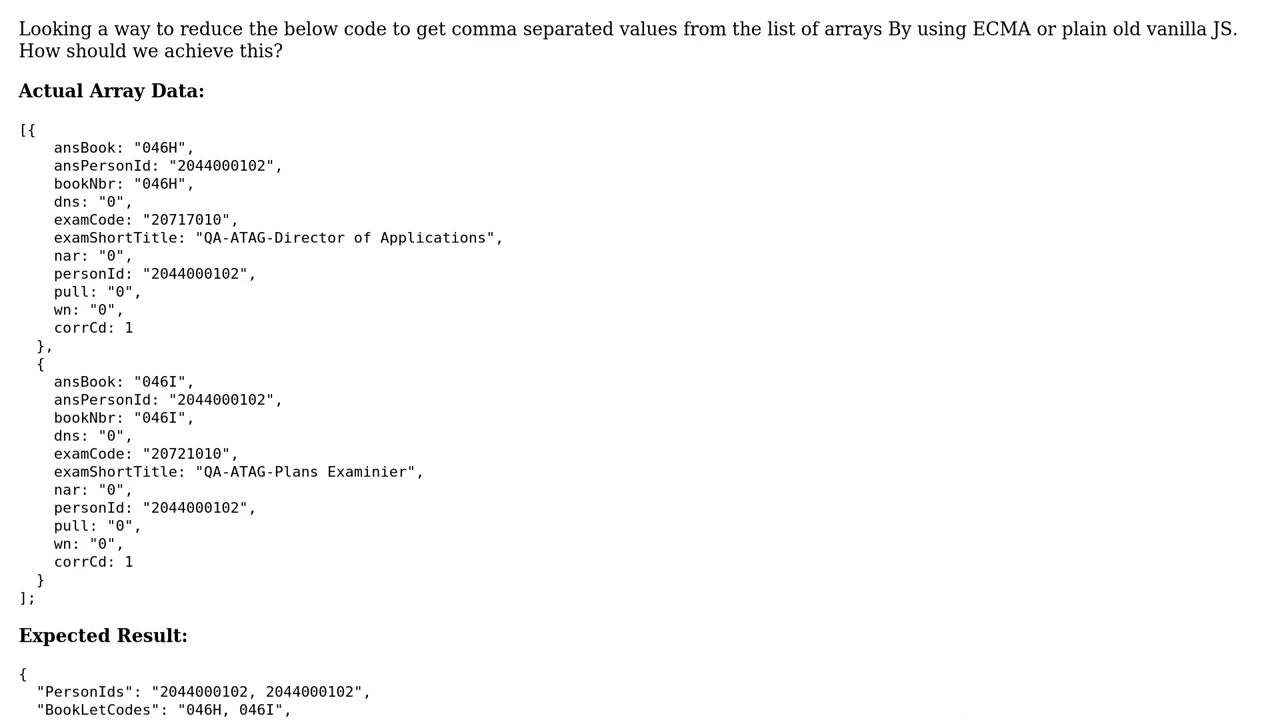 Looking a way to reduce the below code to get comma separated values from the list of arrays By using ECMA or plain old vanilla JS.
How should we achieve this?
Actual Array Data:
[{
    ansBook: "046H",
    ansPersonId: "2044000102",
    bookNbr: "046H",
    dns: "0",
    examCode: "20717010",
    examShortTitle: "QA-ATAG-Director of Applications",
    nar: "0",
    personId: "2044000102",
    pull: "0",
    wn: "0",
    corrCd: 1
  },
  {
    ansBook: "046I",
    ansPersonId: "2044000102",
    bookNbr: "046I",
    dns: "0",
    examCode: "20721010",
    examShortTitle: "QA-ATAG-Plans Examinier",
    nar: "0",
    personId: "2044000102",
    pull: "0",
    wn: "0",
    corrCd: 1
  }
];
Expected Result:
{
  "PersonIds": "2044000102, 2044000102",
  "BookLetCodes": "046H, 046I",